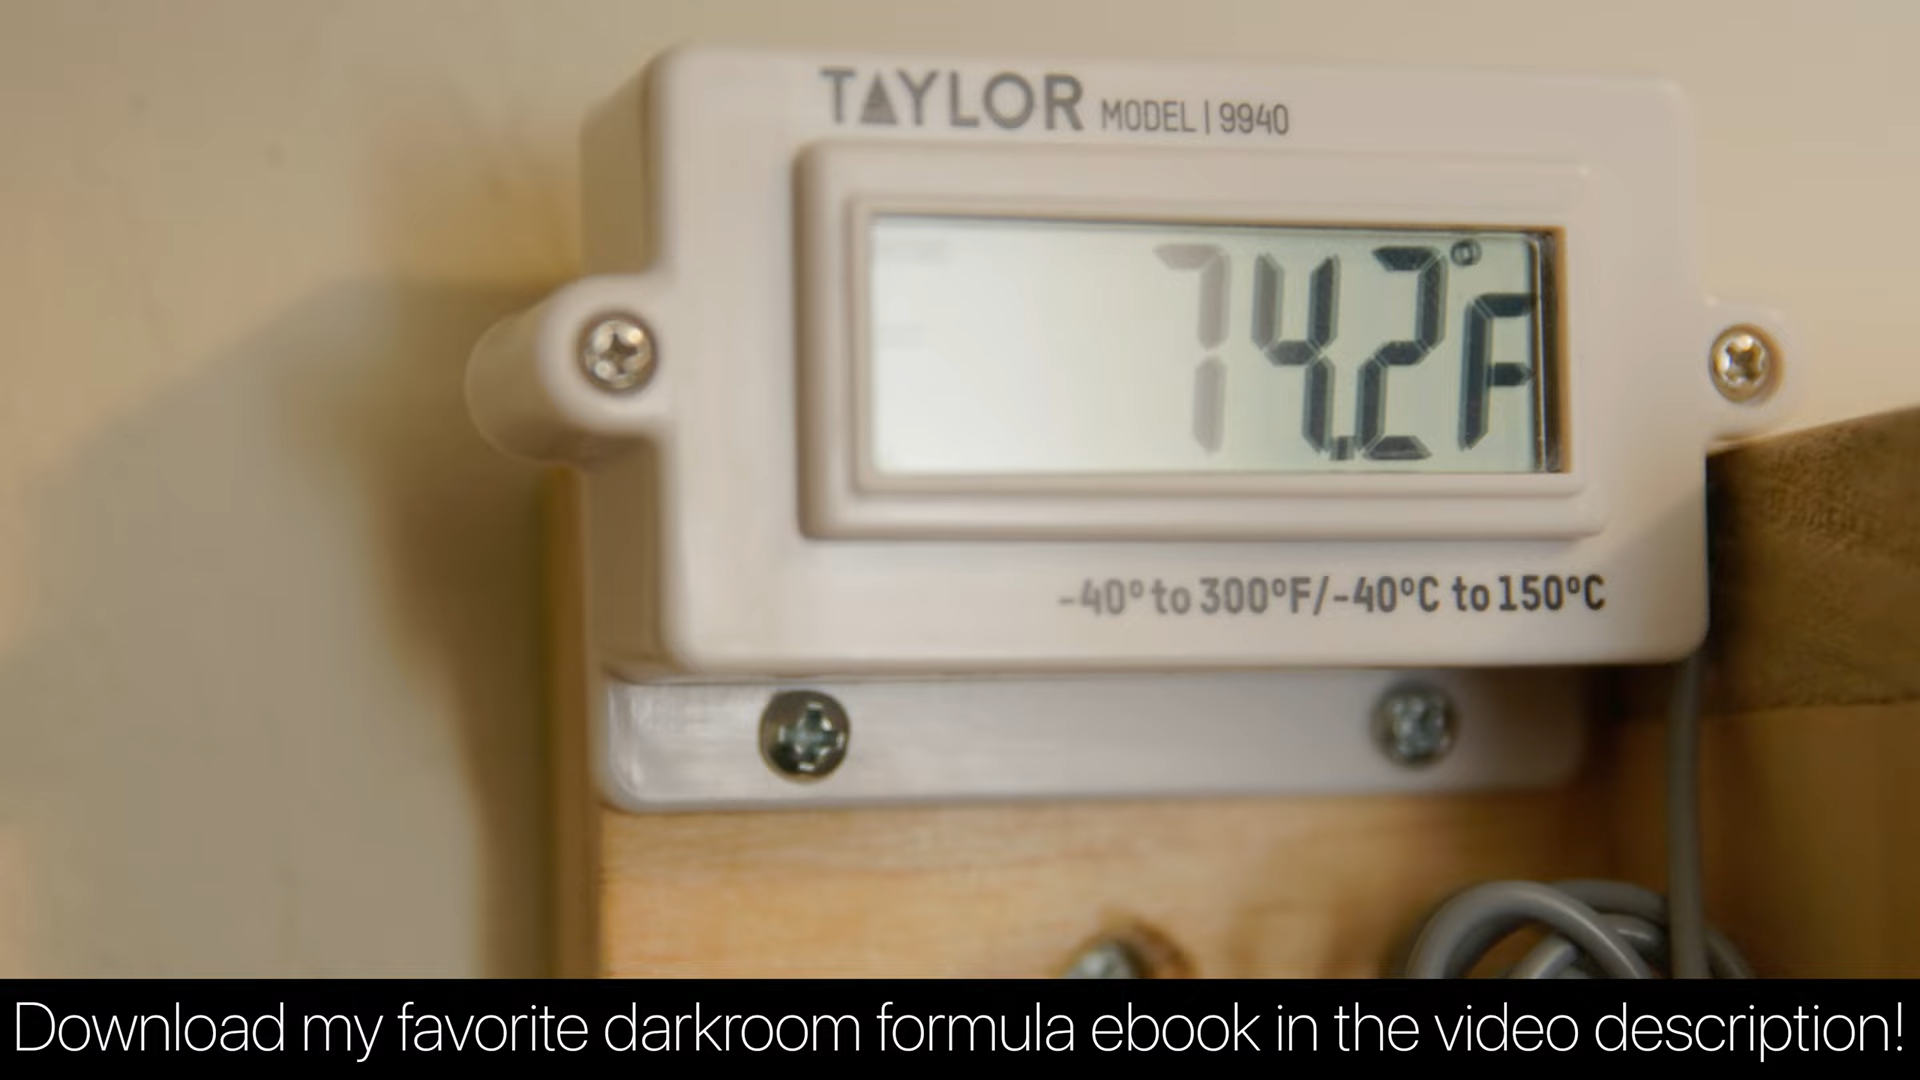 TAYLOR MODEL | 9940
74.2°F
-40° to 300°F/-40°C to 150°C
Download my favorite darkroom formula ebook in the video description!